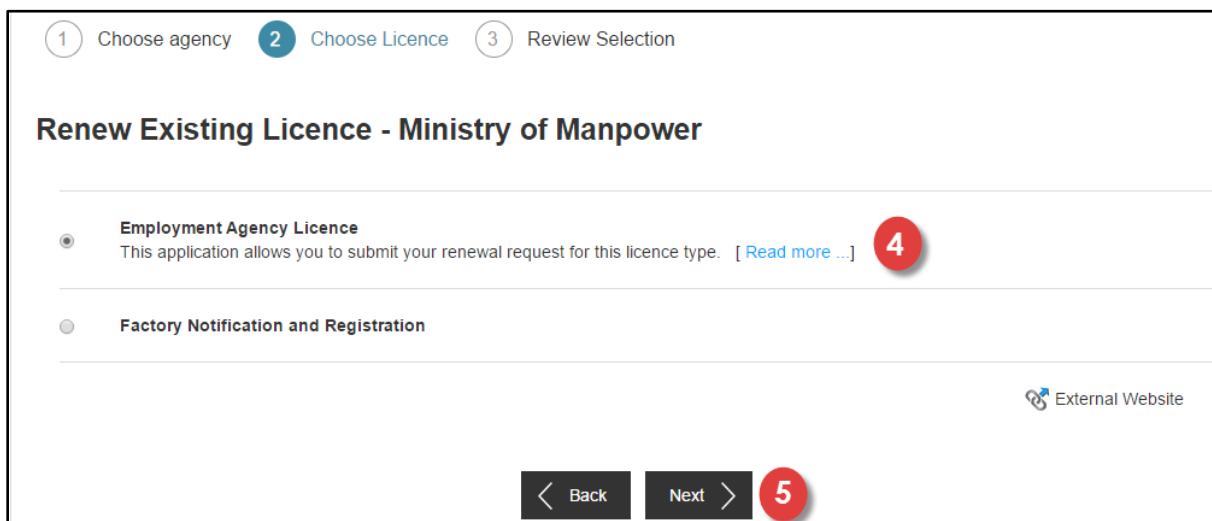 1 Choose agency 2 Choose Licence 3 Review Selection
Renew Existing Licence - Ministry of Manpower
Employment Agency Licence
This application allows you to submit your renewal request for this licence type. [ Read more ...]
4
Factory Notification and Registration
External Website
Back Next 5